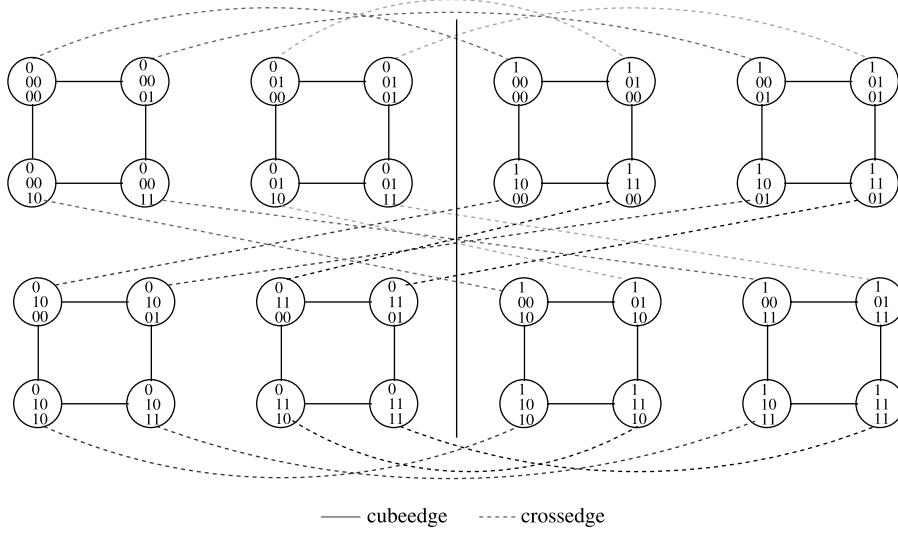 0 0 0 0 1 1 1 1
00 00 01 01 00 01 00 01
00 01 00 01 00 00 01 01
0 0 0 0 1 1 1 1
00 00 01 01 10 11 10 11
10 11 10 11 00 00 01 01
0 0 0 0 1 1 1 1
10 10 11 11 00 01 00 01
00 01 00 01 10 10 11 11
0 0 0 0 1 1 1 1
10 10 11 11 10 11 10 11
10 11 10 11 10 10 11 11
cubeedge crossedge